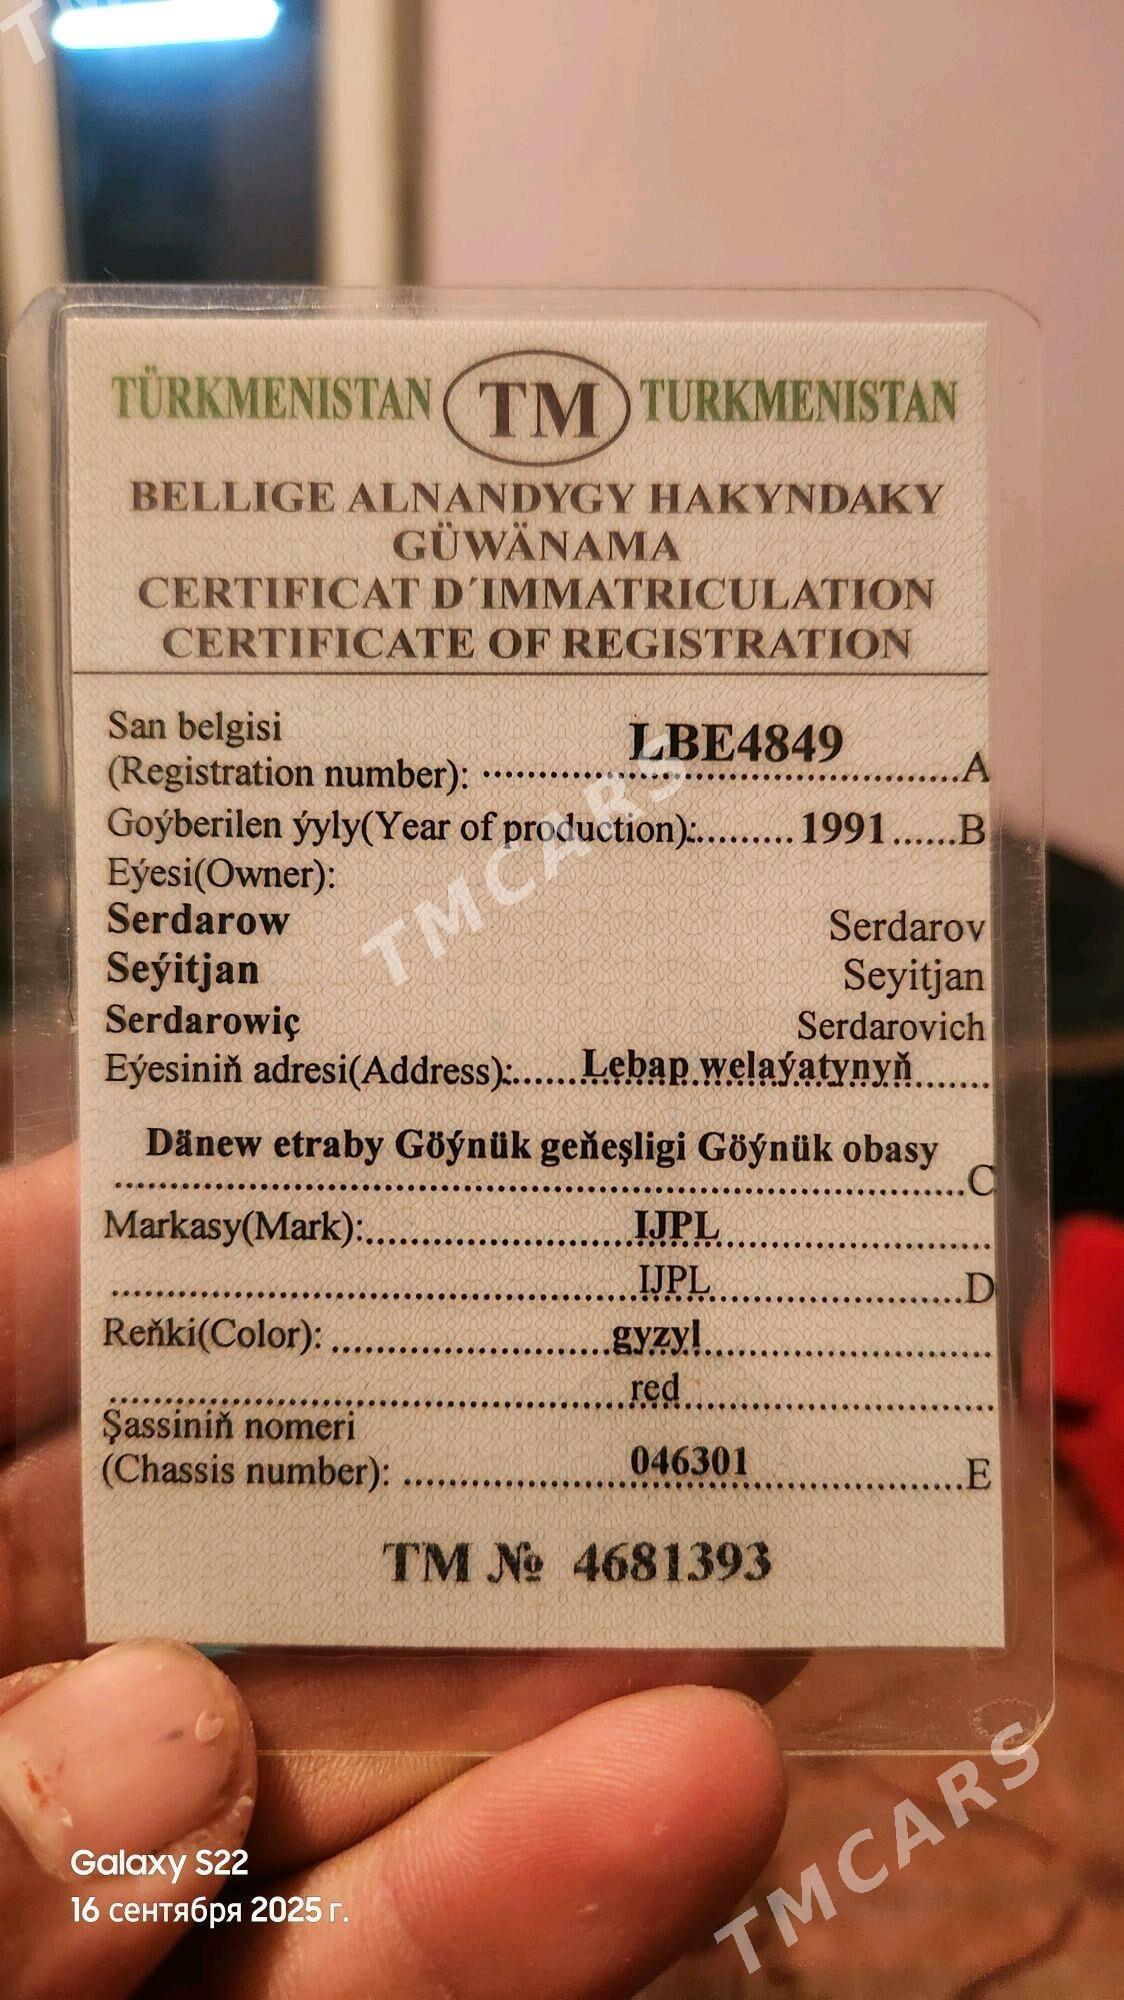 TÜRKMENISTAN TM TURKMENISTAN
BELLIGE ALNANDYGY HAKYNDAKY
GÜWÄNAMA
CERTIFICAT D´IMMATRICULATION
CERTIFICATE OF REGISTRATION
San belgisi
(Registration number): LBE4849 A
Goýberilen ýyly(Year of production): 1991 B
Eýesi(Owner):
Serdarow Serdarov
Seýitjan Seyitjan
Serdarowiç Serdarovich
Eýesiniň adresi(Address): Lebap welaýatynyň
Dänew etraby Göýnük geňeşligi Göýnük obasy
C
Markasy(Mark): IJPL
IJPL D
Reňki(Color): gyzyl
red
Şassiniň nomeri
(Chassis number): 046301 E
TM № 4681393
Galaxy S22
16 сентября 2025 г.
TMCARS
TMCARS